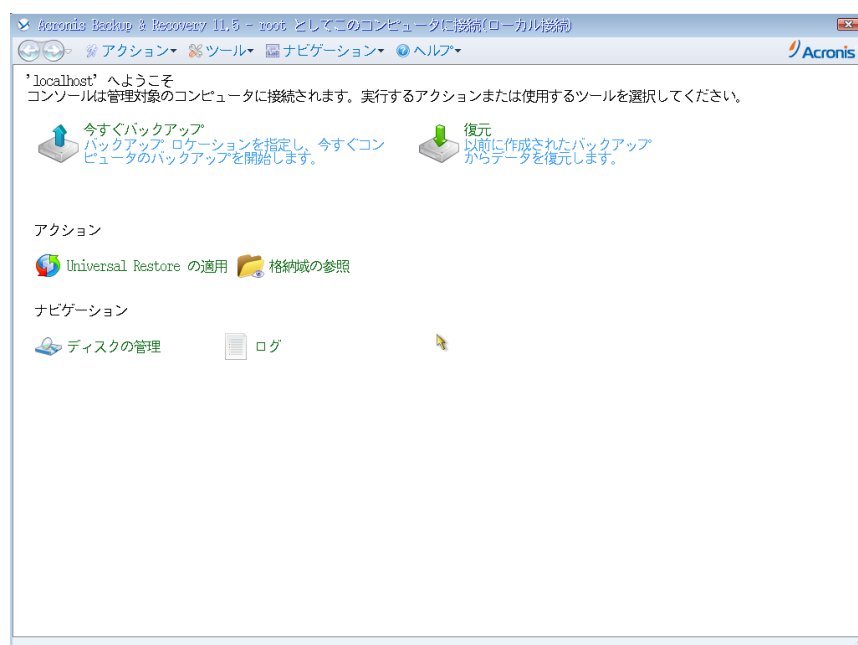 Acronis Backup & Recovery 11.5 - root としてこのコンピュータに接続(ローカル接続)
アクション ツール ナビゲーション ヘルプ Acronis
'localhost' へようこそ
コンソールは管理対象のコンピュータに接続されます。実行するアクションまたは使用するツールを選択してください。
今すぐバックアップ
バックアップ ロケーションを指定し、今すぐコン
ピュータのバックアップを開始します。
復元
以前に作成されたバックアップ
からデータを復元します。
アクション
Universal Restore の適用 格納域の参照
ナビゲーション
ディスクの管理 ログ